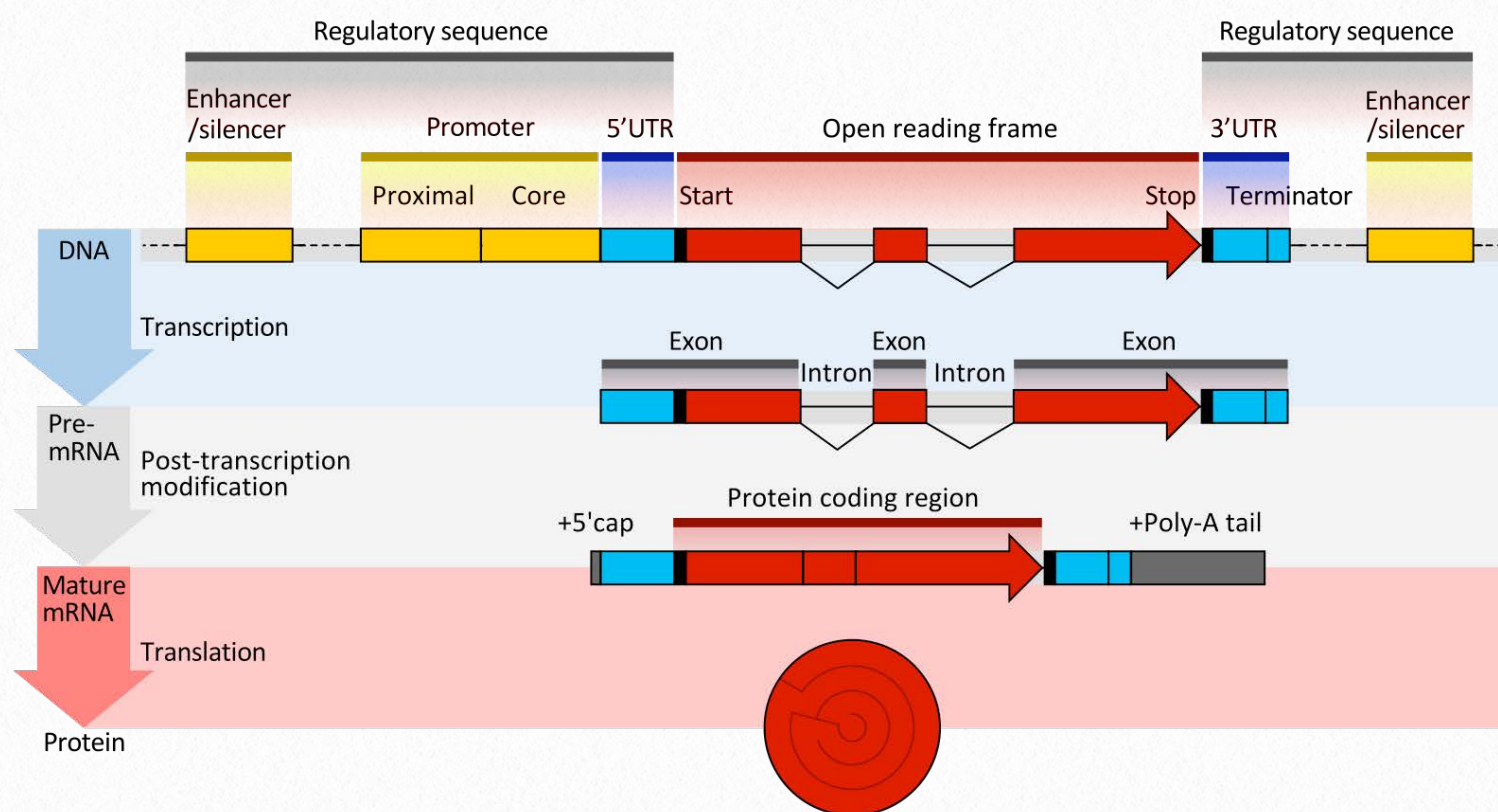 Regulatory sequence
Regulatory sequence
Enhancer
/silencer
Promoter
5’UTR
Open reading frame
3’UTR
Enhancer
/silencer
Proximal
Core
Start
Stop
Terminator
DNA
Transcription
Exon
Exon
Exon
Intron
Intron
Pre-
mRNA
Post-transcription
modification
Protein coding region
+5'cap
+Poly-A tail
Mature
mRNA
Translation
Protein